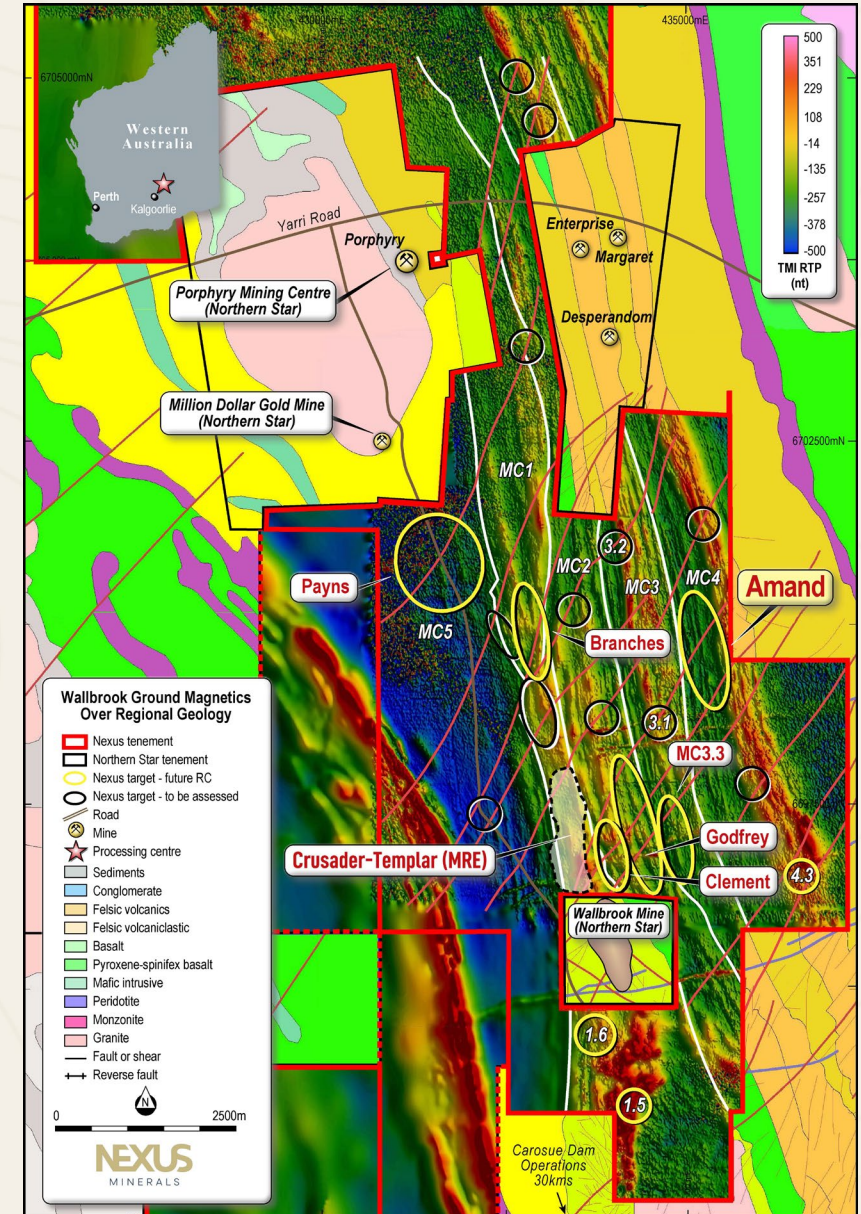 430000mE
435000mE
6705000mN
Western
Australia
Perth
Kalgoorlie
500
351
229
108
-14
-135
-257
-378
-500
TMI RTP
(nt)
Yarri Road
Porphyry
Enterprise
Margaret
Porphyry Mining Centre
(Northern Star)
Desperandom
Million Dollar Gold Mine
(Northern Star)
6702500mN
MC1
3.2
MC2
MC3
MC4
Payns
Amand
MC5
Branches
3.1
MC3.3
Godfrey
Crusader-Templar (MRE)
Clement
4.3
Wallbrook Mine
(Northern Star)
1.6
1.5
Carosue Dam
Operations
30kms
Wallbrook Ground Magnetics
Over Regional Geology
Nexus tenement
Northern Star tenement
Nexus target - future RC
Nexus target - to be assessed
Road
Mine
Processing centre
Sediments
Conglomerate
Felsic volcanics
Felsic volcaniclastic
Basalt
Pyroxene-spinifex basalt
Mafic intrusive
Peridotite
Monzonite
Granite
Fault or shear
Reverse fault
N
0
2500m
NEXUS
MINERALS